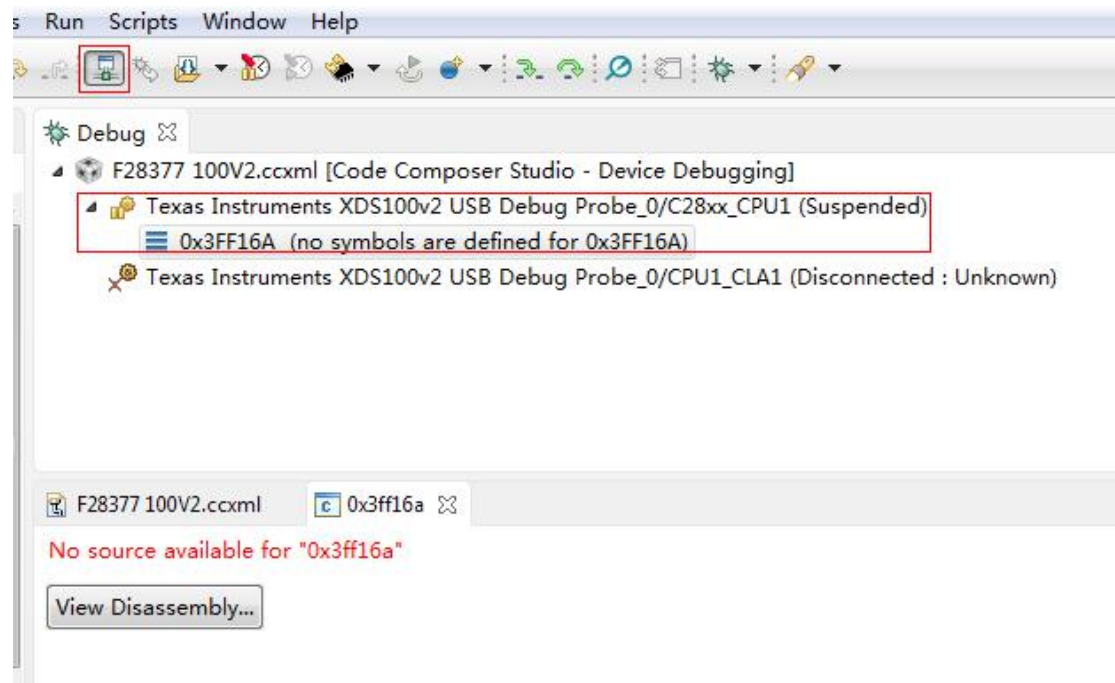 s Run Scripts Window Help
Debug
F28377 100V2.ccxml [Code Composer Studio - Device Debugging]
Texas Instruments XDS100v2 USB Debug Probe_0/C28xx_CPU1 (Suspended)
0x3FF16A (no symbols are defined for 0x3FF16A)
Texas Instruments XDS100v2 USB Debug Probe_0/CPU1_CLA1 (Disconnected : Unknown)
F28377 100V2.ccxml 0x3ff16a
No source available for "0x3ff16a"
View Disassembly...